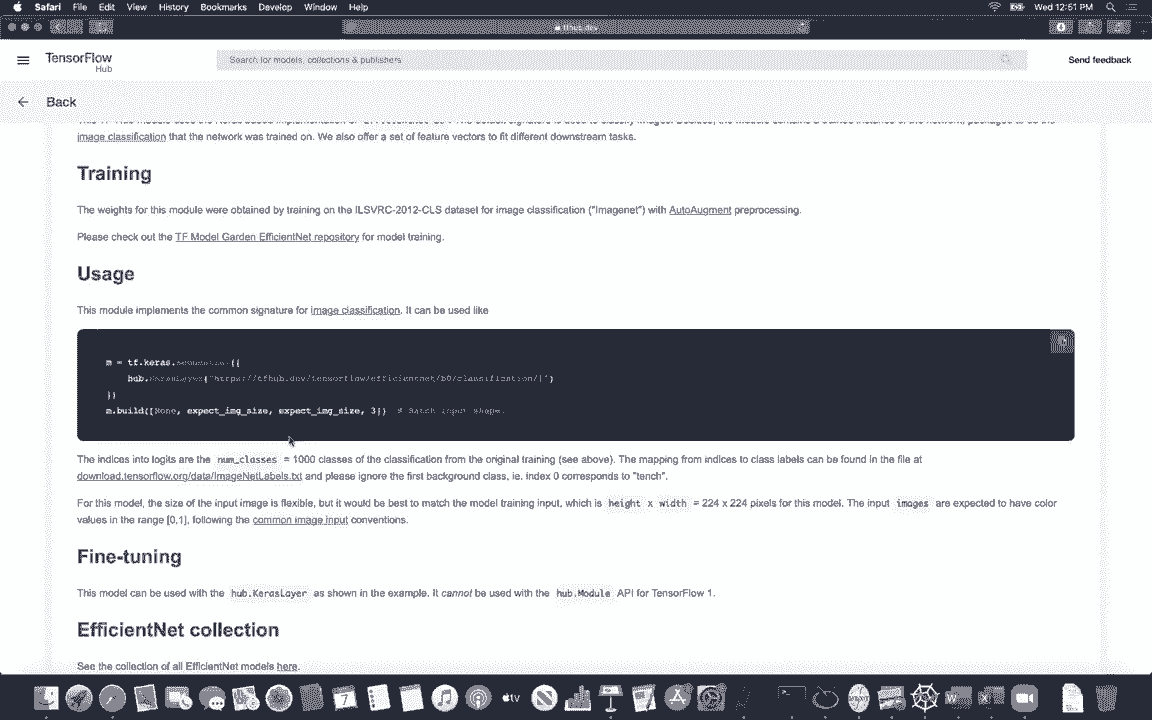 Safari File Edit View History Bookmarks Develop Window Help Wed 12:51 PM
tfhub.dev
TensorFlow
Hub
Search for models, collections & publishers
Send feedback
Back
image classification that the network was trained on. We also offer a set of feature vectors to fit different downstream tasks.
Training
The weights for this module were obtained by training on the ILSVRC-2012-CLS dataset for image classification ("Imagenet") with AutoAugment preprocessing.
Please check out the TF Model Garden EfficientNet repository for model training.
Usage
This module implements the common signature for image classification. It can be used like
m = tf.keras.Sequential([
hub.KerasLayer("https://tfhub.dev/tensorflow/efficientnet/b0/classification/1")
])
m.build([None, expect_img_size, expect_img_size, 3]) # Batch input shape.
The indices into logits are the num_classes = 1000 classes of the classification from the original training (see above). The mapping from indices to class labels can be found in the file at
download.tensorflow.org/data/ImageNetLabels.txt and please ignore the first background class, ie. index 0 corresponds to "tench".
For this model, the size of the input image is flexible, but it would be best to match the model training input, which is height x width = 224 x 224 pixels for this model. The input images are expected to have color
values in the range [0,1], following the common image input conventions.
Fine-tuning
This model can be used with the hub.KerasLayer as shown in the example. It cannot be used with the hub.Module API for TensorFlow 1.
EfficientNet collection
See the collection of all EfficientNet models here.
7
tv